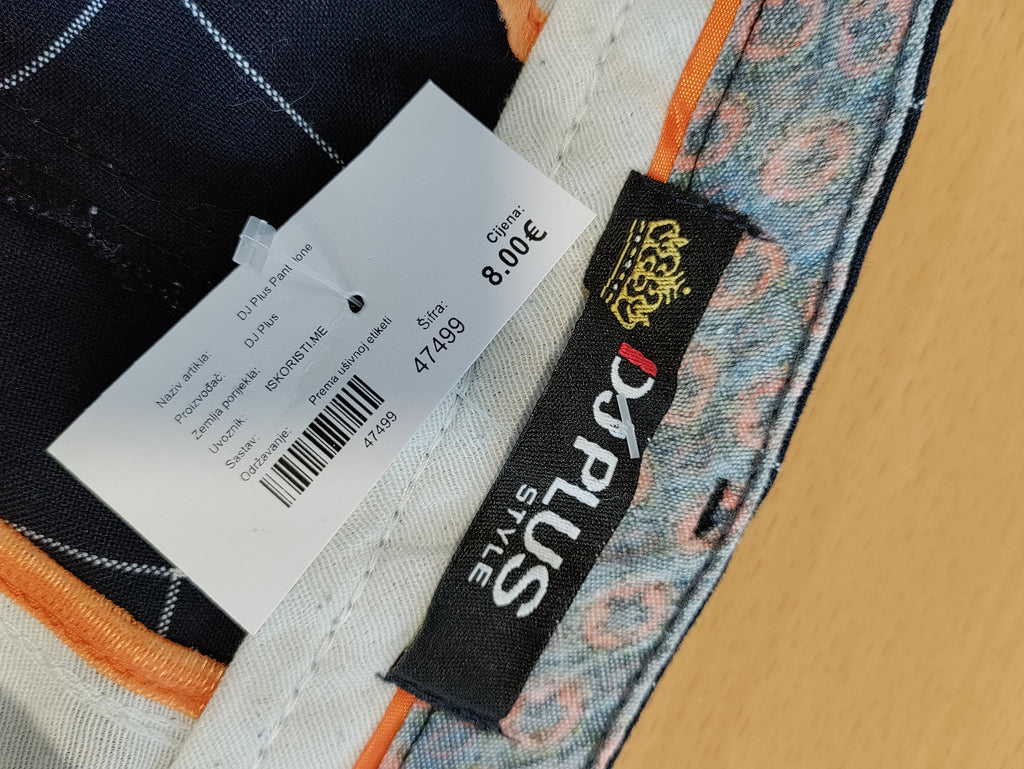 Naziv artikla: DJ Plus Pantalone
Proizvođač: DJ Plus
Zemlja porijekla:
Uvoznik: ISKORISTI.ME
Sastav:
Održavanje: Prema ušivnoj etiketi
47499
Šifra:
47499
Cijena:
8.00€
DJ PLUS
STYLE